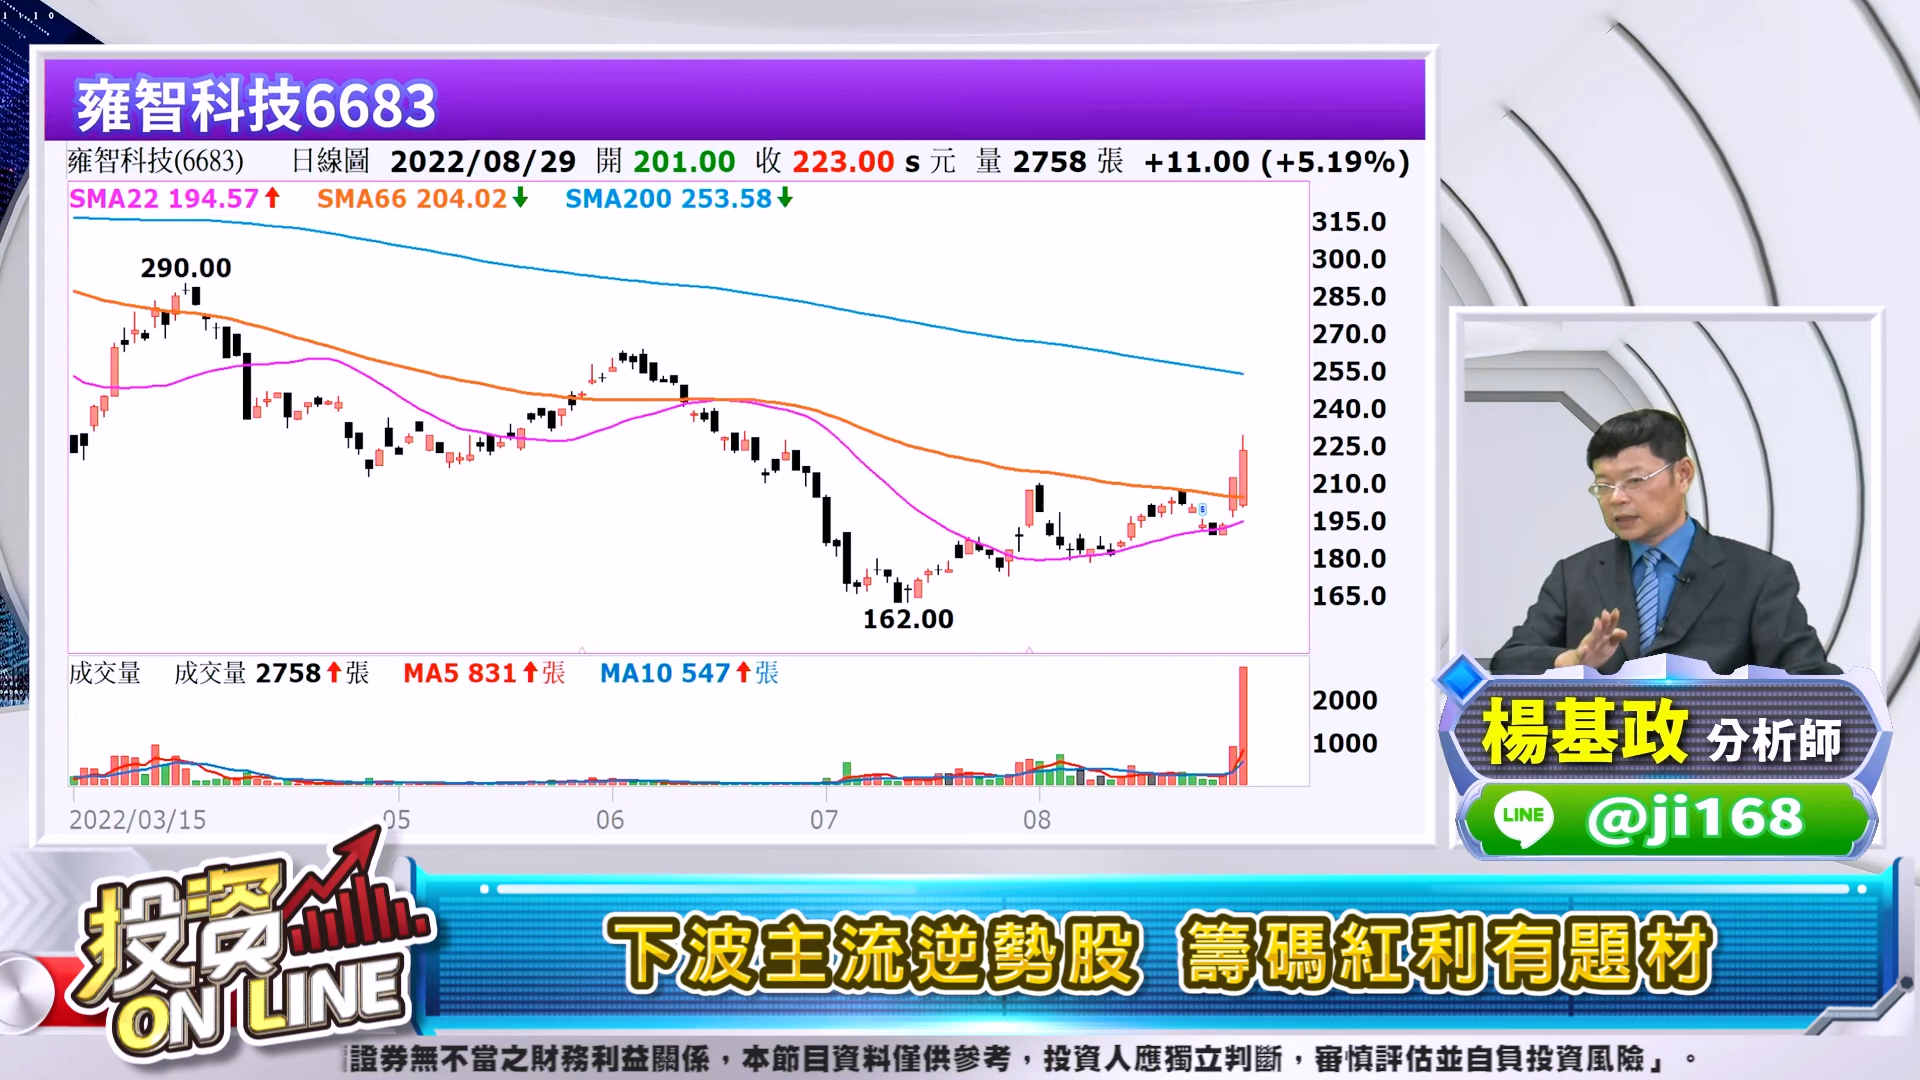 雍智科技6683
雍智科技(6683) 日線圖 2022/08/29 開 201.00 收 223.00 s 元 量 2758 張 +11.00 (+5.19%)
SMA22 194.57↑ SMA66 204.02↓ SMA200 253.58↓
315.0
300.0
285.0
270.0
255.0
240.0
225.0
210.0
195.0
180.0
165.0
290.00
162.00
成交量 成交量 2758↑張 MA5 831↑張 MA10 547↑張
2000
1000
2022/03/15 05 06 07 08
楊基政 分析師
LINE @ji168
投資
ON LINE
下波主流逆勢股 籌碼紅利有題材
證券無不當之財務利益關係，本節目資料僅供參考，投資人應獨立判斷，審慎評估並自負投資風險」。